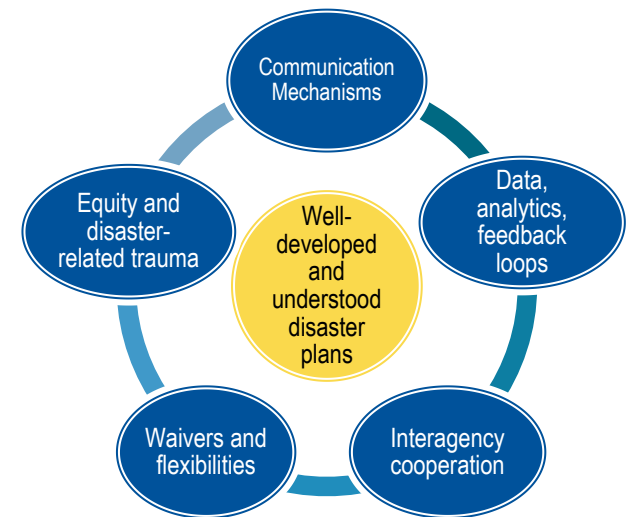 Communication
Mechanisms
Data,
analytics,
feedback
loops
Interagency
cooperation
Waivers and
flexibilities
Equity and
disaster-
related trauma
Well-
developed
and
understood
disaster
plans